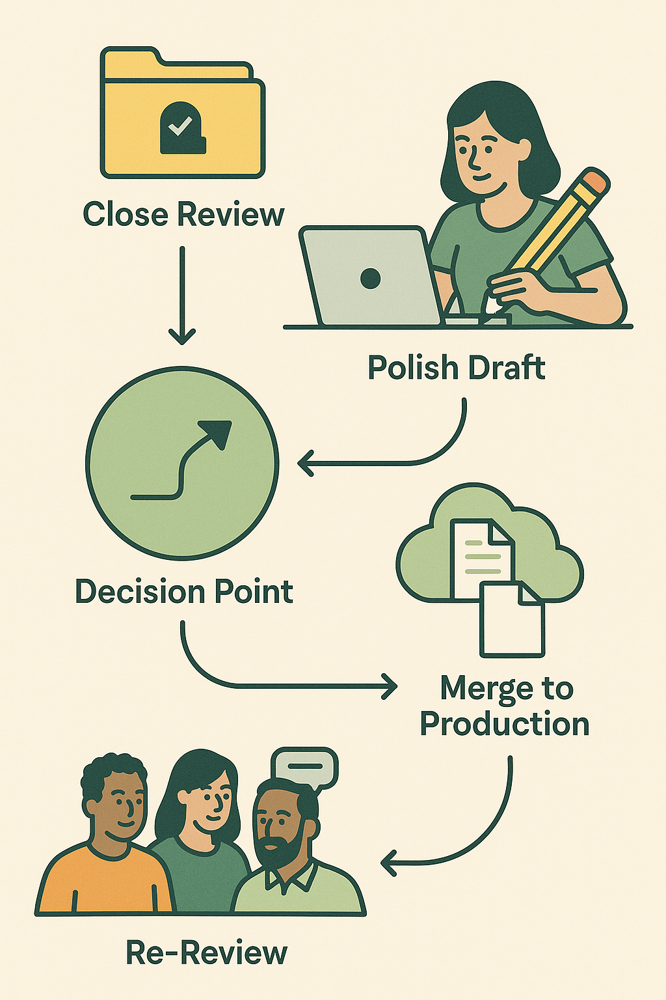 Close Review
Polish Draft
Decision Point
Merge to
Production
Re-Review